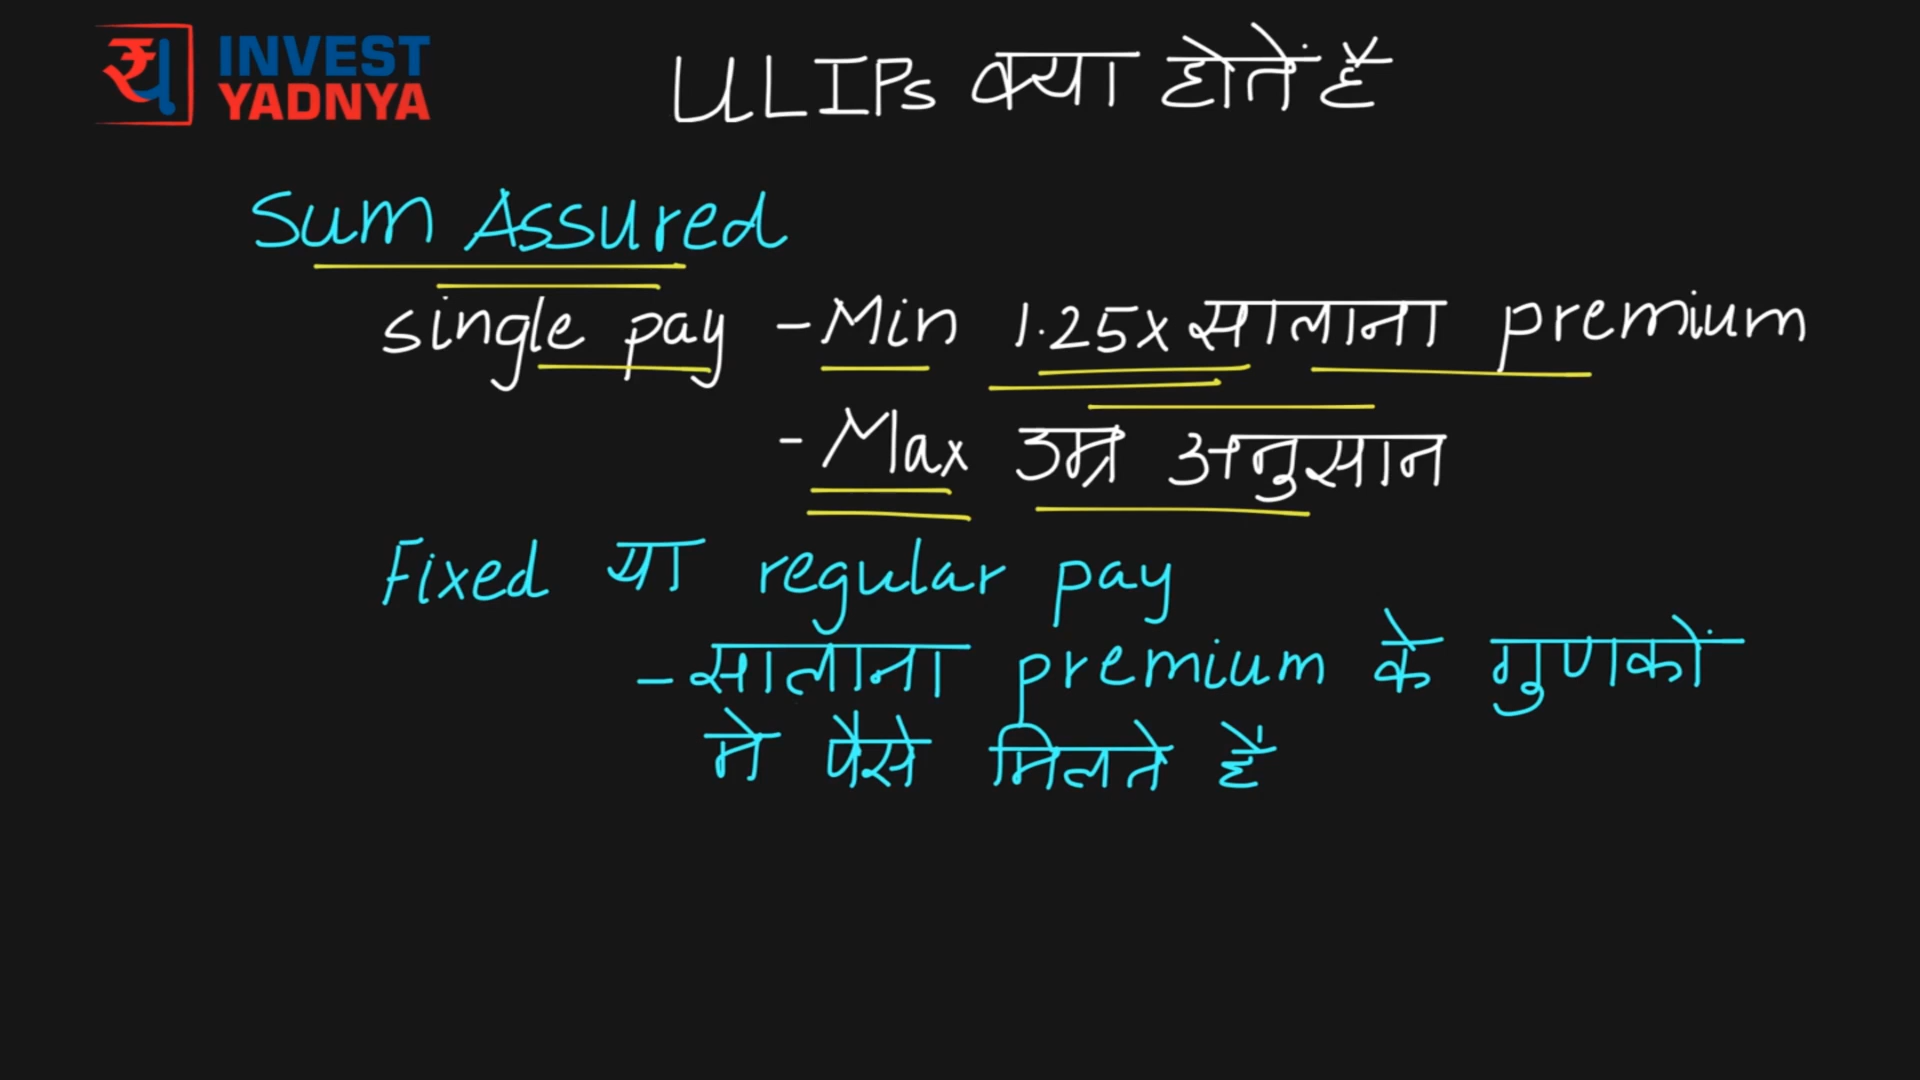 INVEST
YADNYA
ULIPs क्या होतें है
Sum Assured
single pay - Min 1.25x सालाना premium
- Max उम्र अनुसान
Fixed या regular pay
- सालाना premium के गुणकों
मे पैसे मिलते है